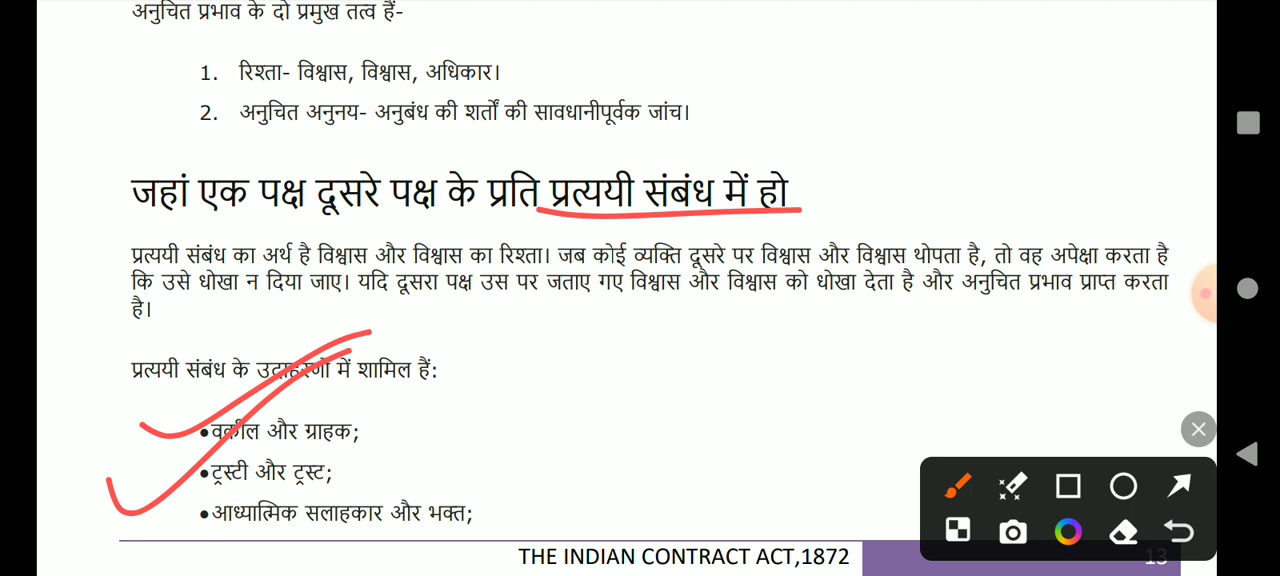 अनुचित प्रभाव के दो प्रमुख तत्व हैं-
1. रिश्ता- विश्वास, विश्वास, अधिकार।
2. अनुचित अनुनय- अनुबंध की शर्तों की सावधानीपूर्वक जांच।
जहां एक पक्ष दूसरे पक्ष के प्रति प्रत्ययी संबंध में हो
प्रत्ययी संबंध का अर्थ है विश्वास और विश्वास का रिश्ता। जब कोई व्यक्ति दूसरे पर विश्वास और विश्वास थोपता है, तो वह अपेक्षा करता है
कि उसे धोखा न दिया जाए। यदि दूसरा पक्ष उस पर जताए गए विश्वास और विश्वास को धोखा देता है और अनुचित प्रभाव प्राप्त करता
है।
प्रत्ययी संबंध के उदाहरणों में शामिल हैं:
•वकील और ग्राहक;
•ट्रस्टी और ट्रस्ट;
•आध्यात्मिक सलाहकार और भक्त;
THE INDIAN CONTRACT ACT,1872
13